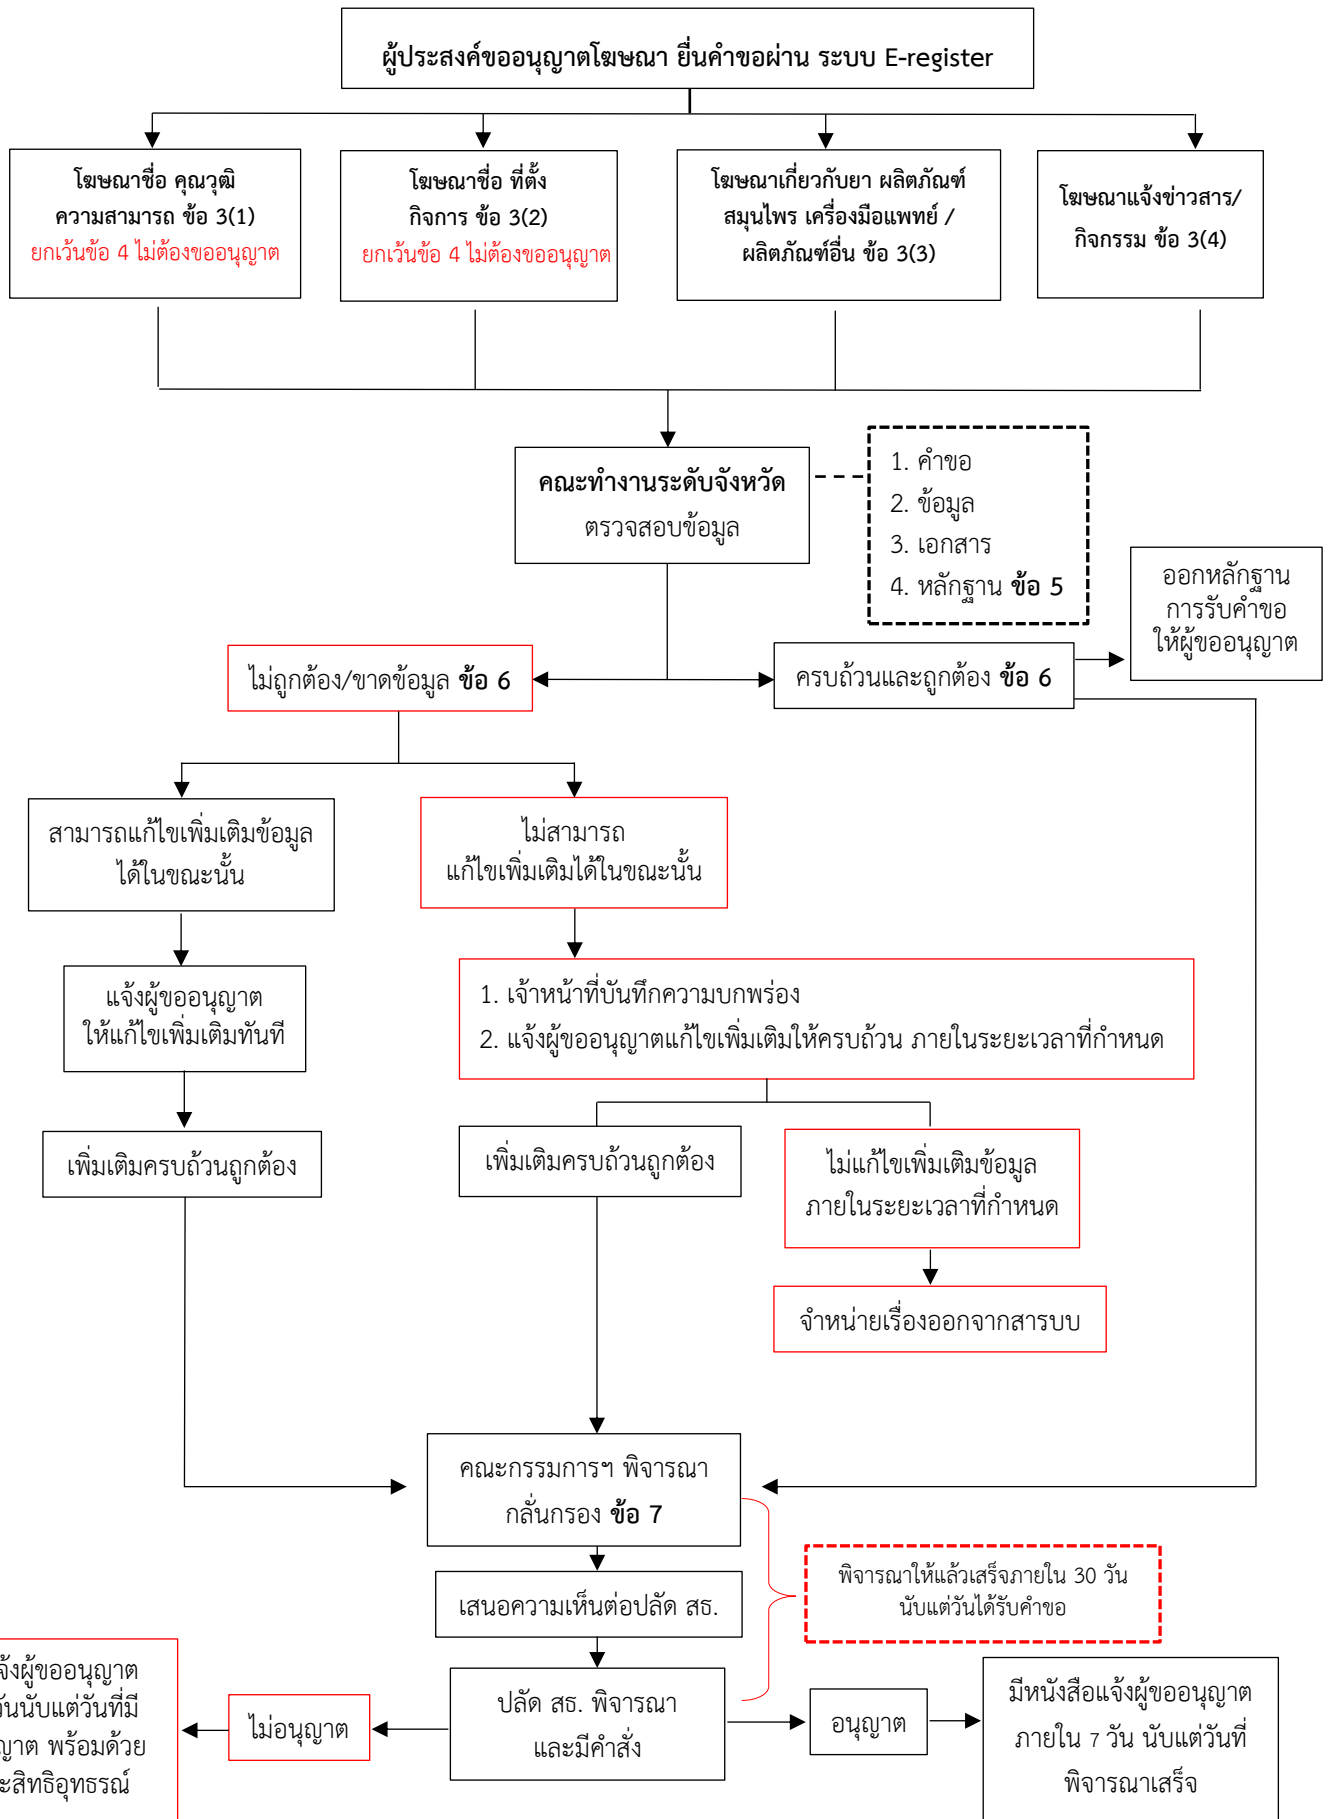 ผู้ประสงค์ขออนุญาตโฆษณา ยื่นคำขอผ่าน ระบบ E-register
โฆษณาชื่อ คุณวุฒิ
ความสามารถ ข้อ 3(1)
ยกเว้นข้อ 4 ไม่ต้องขออนุญาต
โฆษณาชื่อ ที่ตั้ง
กิจการ ข้อ 3(2)
ยกเว้นข้อ 4 ไม่ต้องขออนุญาต
โฆษณาเกี่ยวกับยา ผลิตภัณฑ์
สมุนไพร เครื่องมือแพทย์ /
ผลิตภัณฑ์อื่น ข้อ 3(3)
โฆษณาแจ้งข่าวสาร/
กิจกรรม ข้อ 3(4)
คณะทำงานระดับจังหวัด
ตรวจสอบข้อมูล
1. คำขอ
2. ข้อมูล
3. เอกสาร
4. หลักฐาน ข้อ 5
ออกหลักฐาน
การรับคำขอ
ให้ผู้ขออนุญาต
ไม่ถูกต้อง/ขาดข้อมูล ข้อ 6
ครบถ้วนและถูกต้อง ข้อ 6
สามารถแก้ไขเพิ่มเติมข้อมูล
ได้ในขณะนั้น
ไม่สามารถ
แก้ไขเพิ่มเติมได้ในขณะนั้น
แจ้งผู้ขออนุญาต
ให้แก้ไขเพิ่มเติมทันที
1. เจ้าหน้าที่บันทึกความบกพร่อง
2. แจ้งผู้ขออนุญาตแก้ไขเพิ่มเติมให้ครบถ้วน ภายในระยะเวลาที่กำหนด
เพิ่มเติมครบถ้วนถูกต้อง
เพิ่มเติมครบถ้วนถูกต้อง
ไม่แก้ไขเพิ่มเติมข้อมูล
ภายในระยะเวลาที่กำหนด
จำหน่ายเรื่องออกจากสารบบ
คณะกรรมการฯ พิจารณา
กลั่นกรอง ข้อ 7
พิจารณาให้แล้วเสร็จภายใน 30 วัน
นับแต่วันได้รับคำขอ
เสนอความเห็นต่อปลัด สธ.
ปลัด สธ. พิจารณา
และมีคำสั่ง
ไม่อนุญาต
อนุญาต
มีหนังสือแจ้งผู้ขออนุญาต
ภายใน 7 วัน นับแต่วันที่
พิจารณาเสร็จ
ผู้ขออนุญาต
วันนับแต่วันที่มี
พร้อมด้วย
สิทธิอุทธรณ์